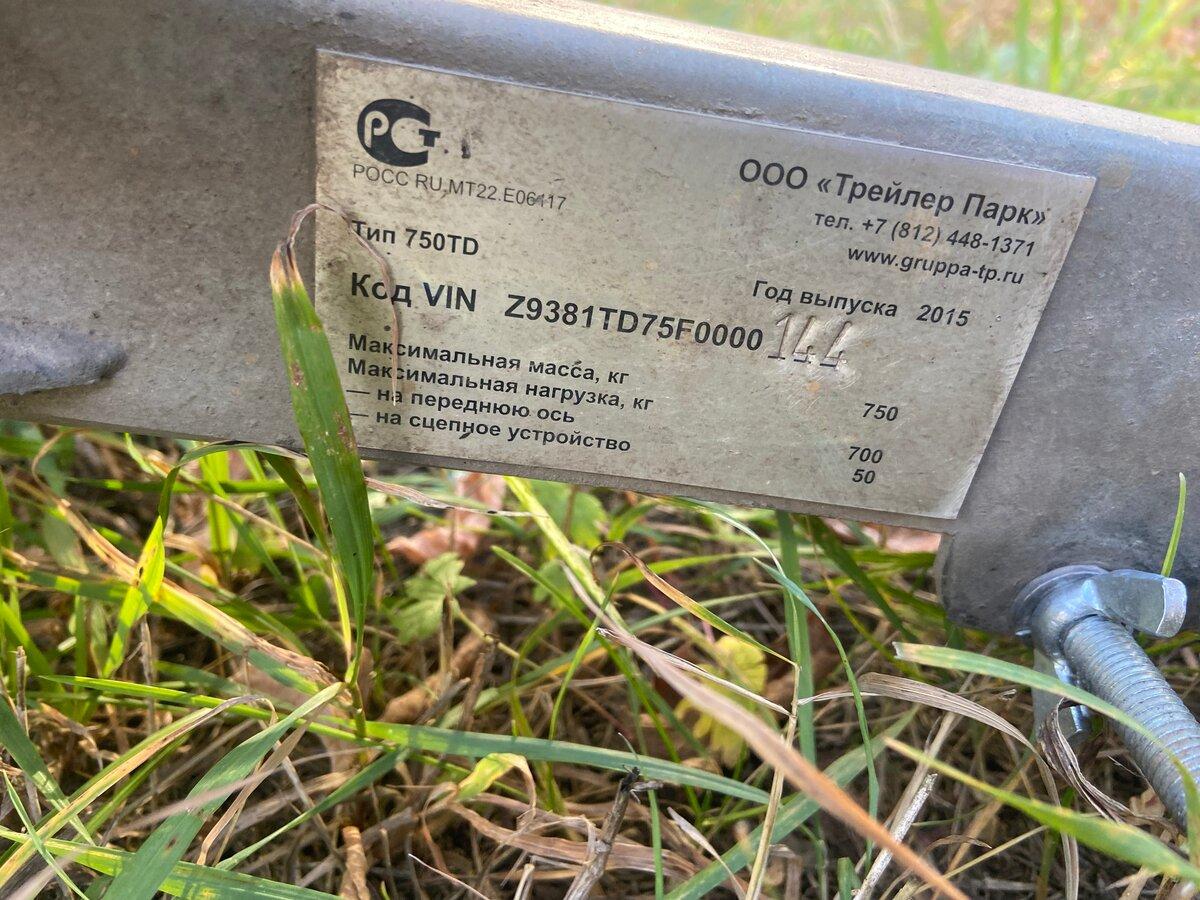 РСТ
РОСС RU.МТ22.Е06117
ООО «Трейлер Парк»
тел. +7 (812) 448-1371
www.gruppa-tp.ru
Тип 750TD
Год выпуска 2015
Код VIN Z9381TD75F0000144
Максимальная масса, кг 750
Максимальная нагрузка, кг
— на переднюю ось 700
— на сцепное устройство 50